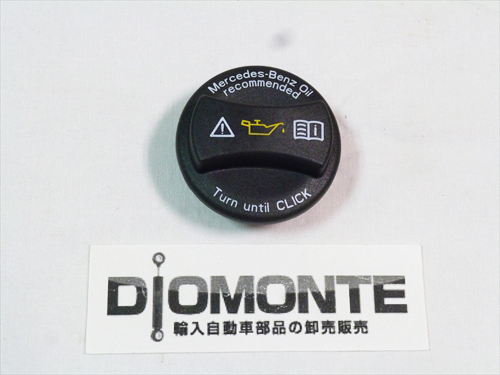 Mercedes-Benz Oil
recommended
Turn until CLICK
DIOMONTE
輸入自動車部品の卸売販売